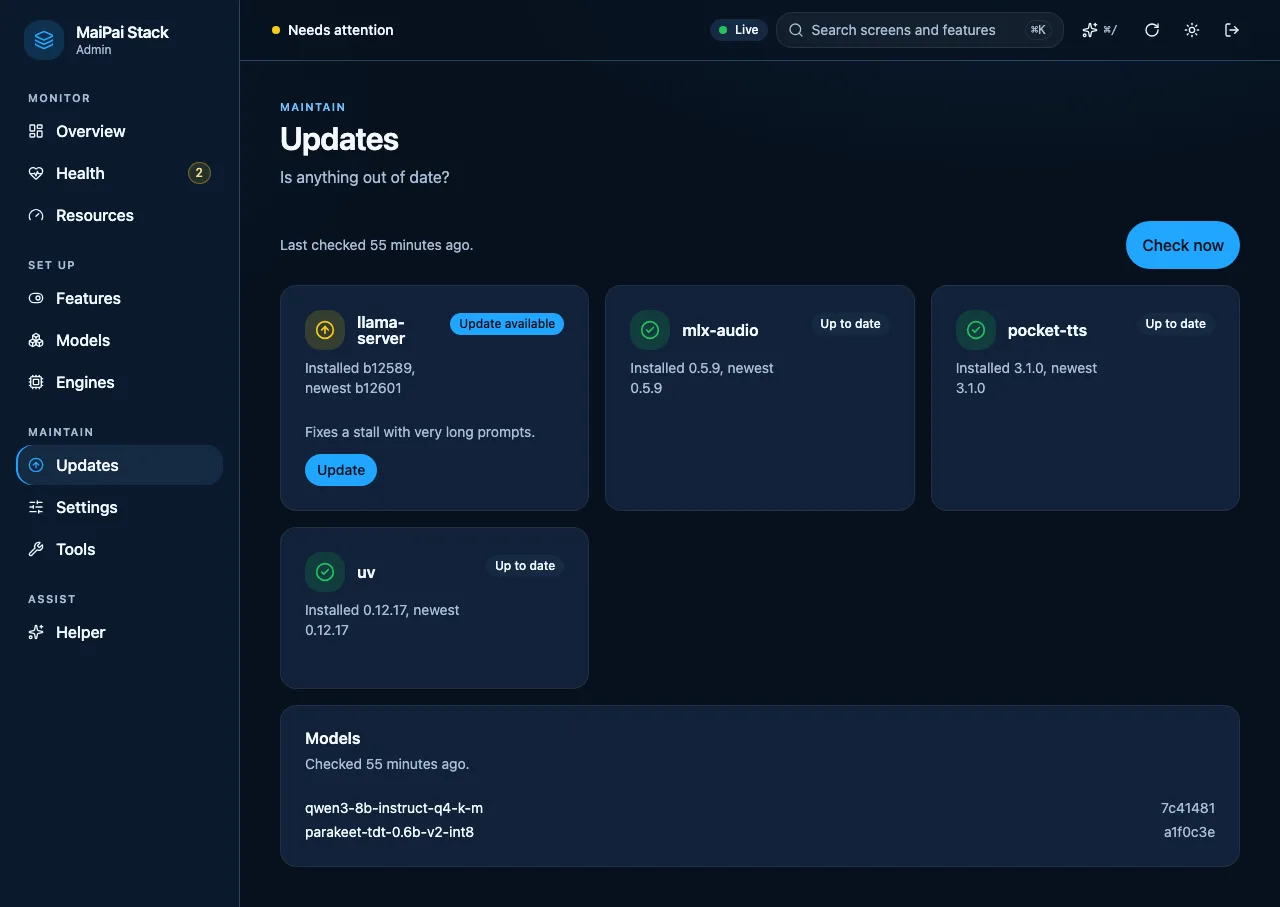 MaiPai Stack
Admin
MONITOR
Overview
Health
2
Resources
SET UP
Features
Models
Engines
MAINTAIN
Updates
Settings
Tools
ASSIST
Helper
Needs attention
Live
Search screens and features
⌘K
⌘/
MAINTAIN
Updates
Is anything out of date?
Last checked 55 minutes ago.
Check now
llama-
server
Update available
Installed b12589,
newest b12601
Fixes a stall with very long prompts.
Update
mlx-audio
Up to date
Installed 0.5.9, newest
0.5.9
pocket-tts
Up to date
Installed 3.1.0, newest
3.1.0
uv
Up to date
Installed 0.12.17, newest
0.12.17
Models
Checked 55 minutes ago.
qwen3-8b-instruct-q4-k-m
7c41481
parakeet-tdt-0.6b-v2-int8
a1f0c3e